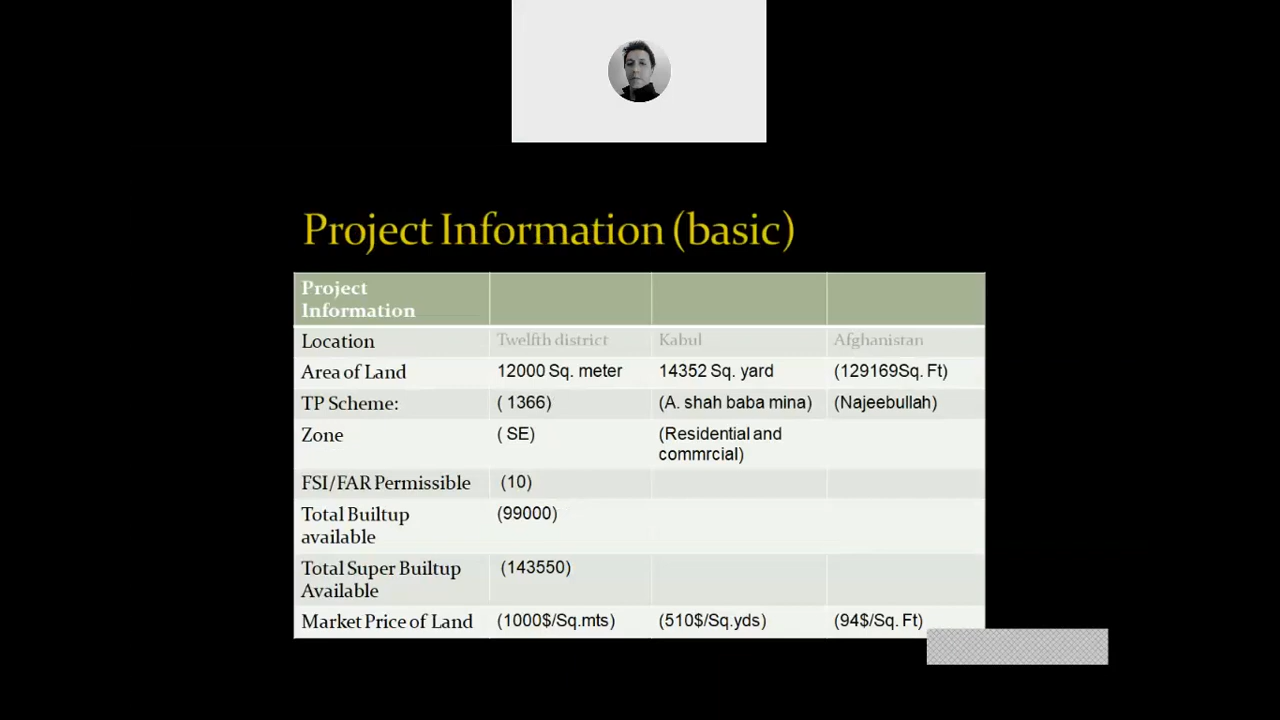 Project Information (basic)
Project
Information
Location Twelfth district Kabul Afghanistan
Area of Land 12000 Sq. meter 14352 Sq. yard (129169Sq. Ft)
TP Scheme: ( 1366) (A. shah baba mina) (Najeebullah)
Zone ( SE) (Residential and
commrcial)
FSI/FAR Permissible (10)
Total Builtup
available (99000)
Total Super Builtup
Available (143550)
Market Price of Land (1000$/Sq.mts) (510$/Sq.yds) (94$/Sq. Ft)